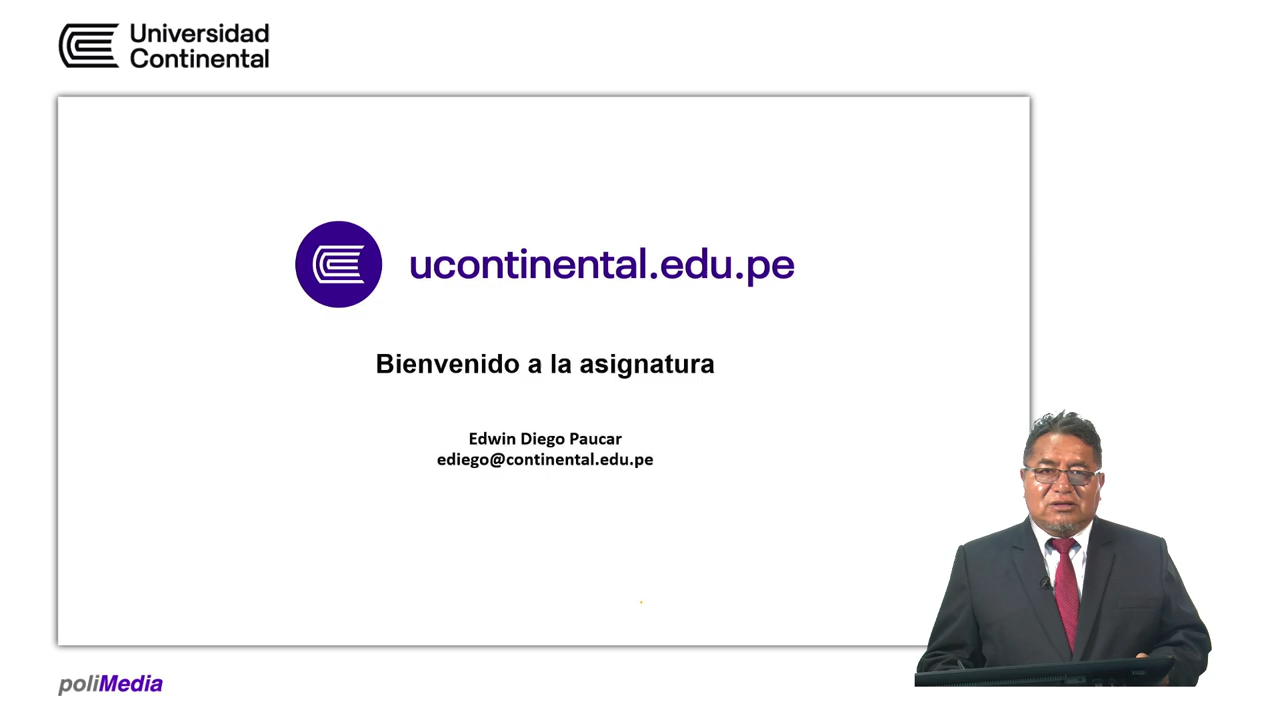 Universidad
Continental
ucontinental.edu.pe
Bienvenido a la asignatura
Edwin Diego Paucar
ediego@continental.edu.pe
poliMedia